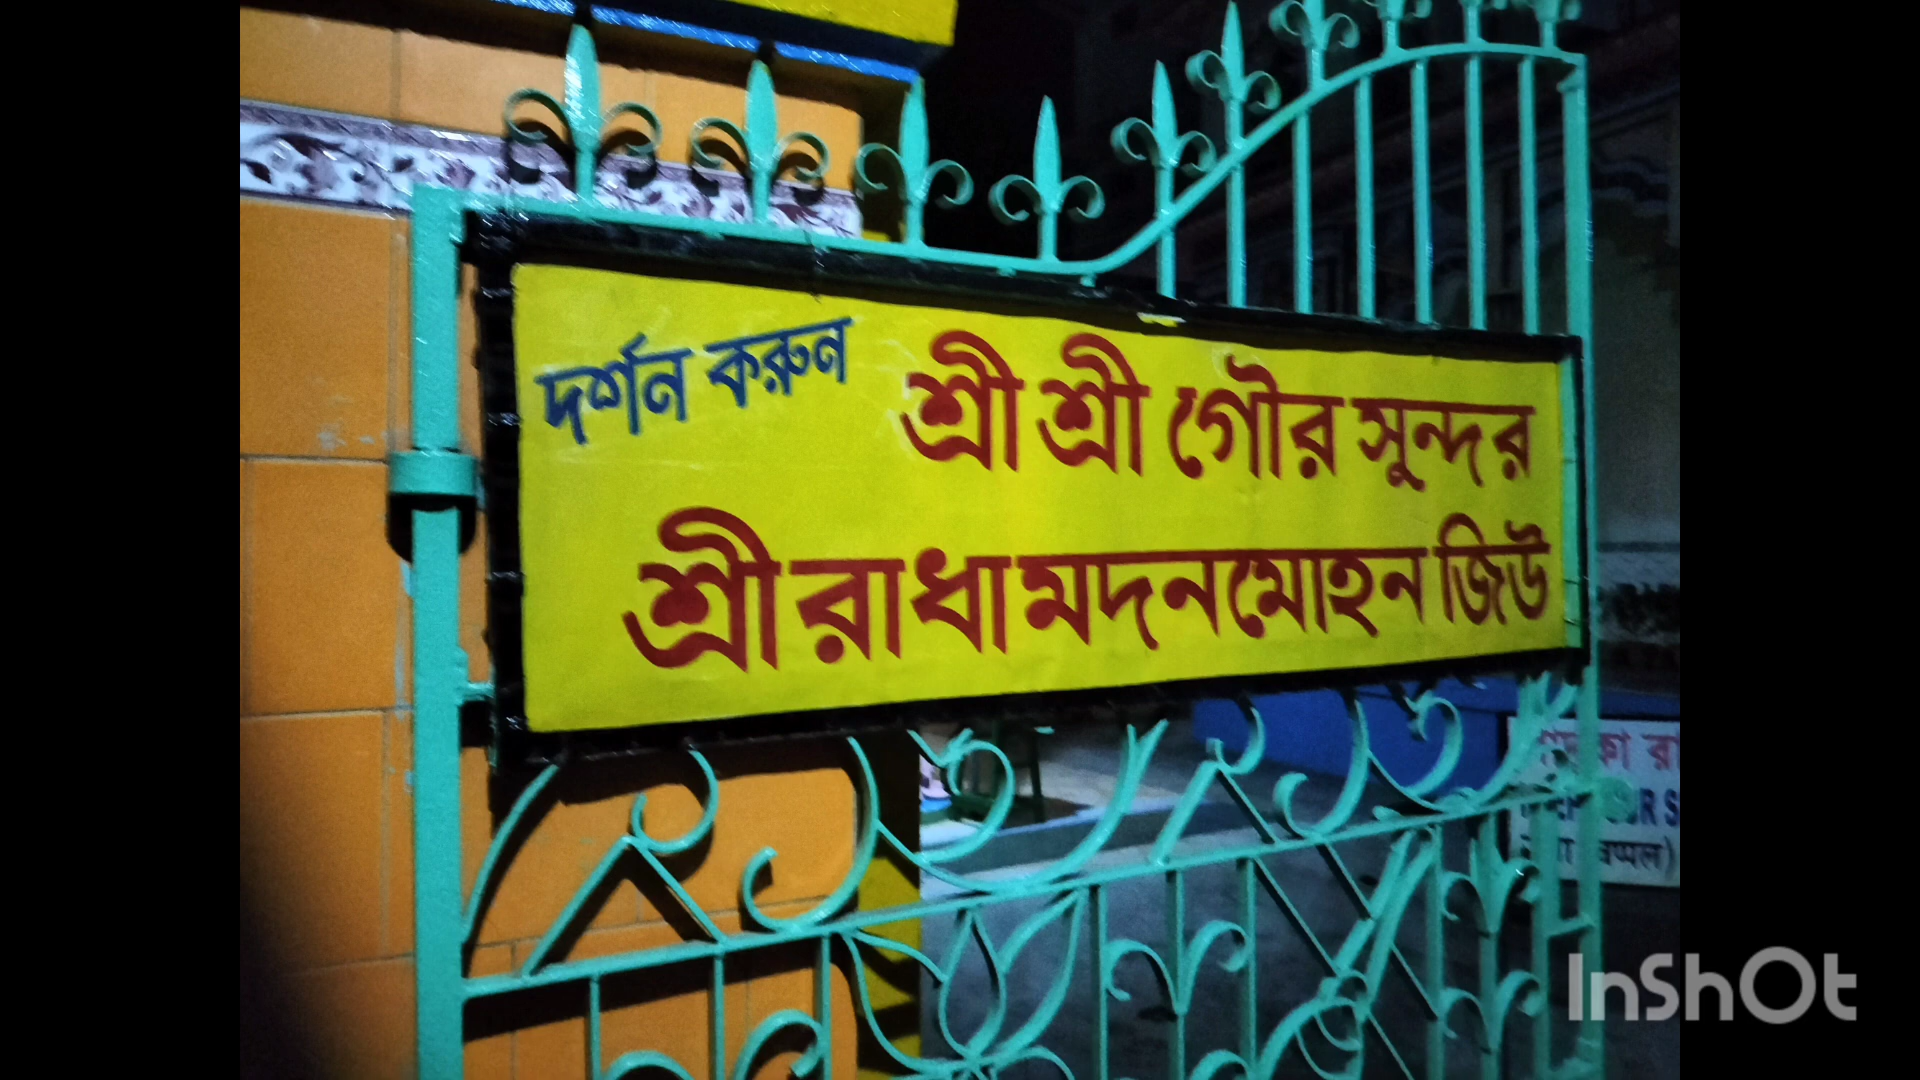 দর্শন করুন
শ্রী শ্রী গৌর সুন্দর
শ্রী রাধামদনমোহন জিউ
InShOt